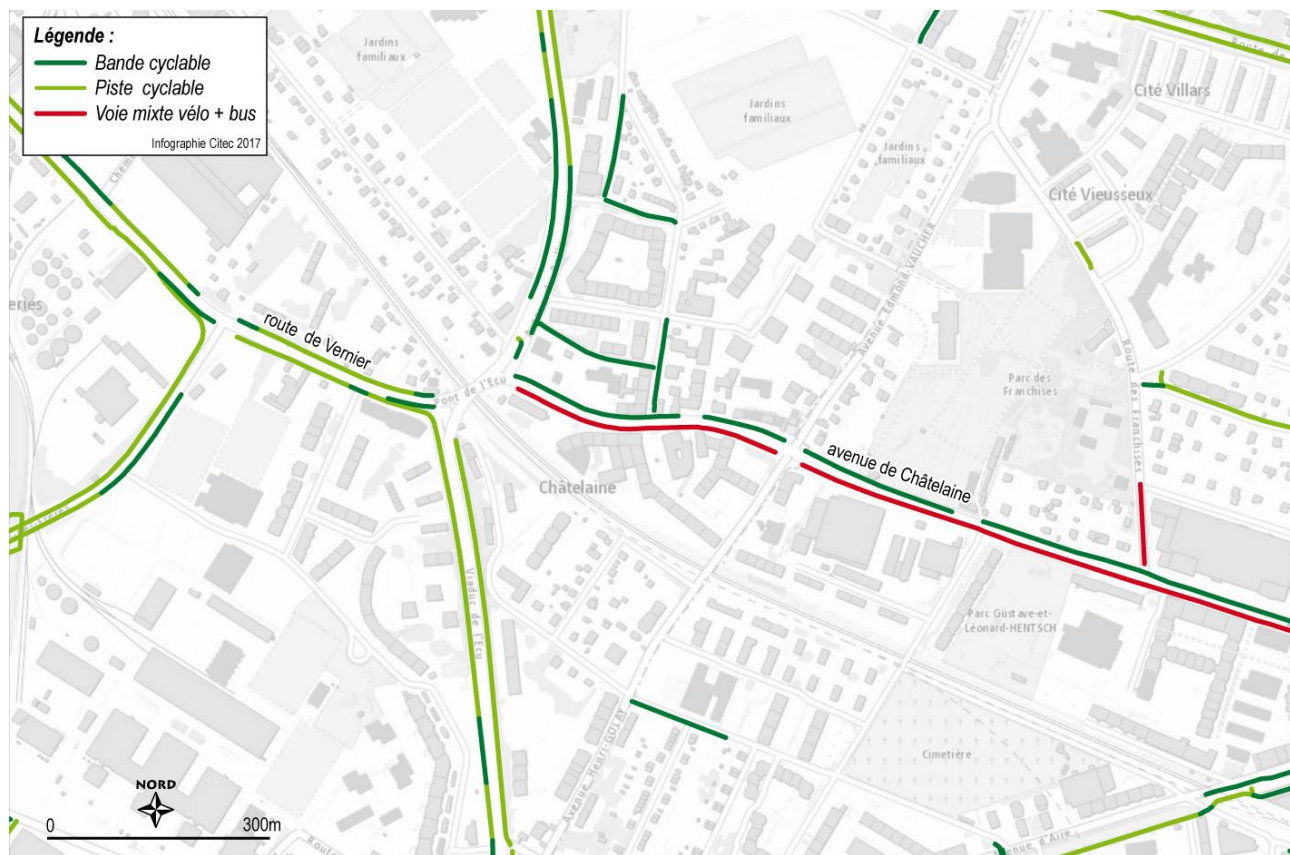 Légende :
Bande cyclable
Piste cyclable
Voie mixte vélo + bus
Infographie Citec 2017
Jardins
familiaux
Jardins
familiaux
Jardins
familiaux
Route de
Cité Villars
Cité Vieusseux
Avenue Edmond-VAUCHER
Parc des
Franchises
Route des Franchises
eries
route de Vernier
Pont de l'Ecu
avenue de Châtelaine
Châtelaine
Viaduc de l'Ecu
Parc Gustave-et-
Léonard-HENTSCH
Avenue Henri-GOLAY
Cimetière
Avenue d'Aïre
NORD
0 300m